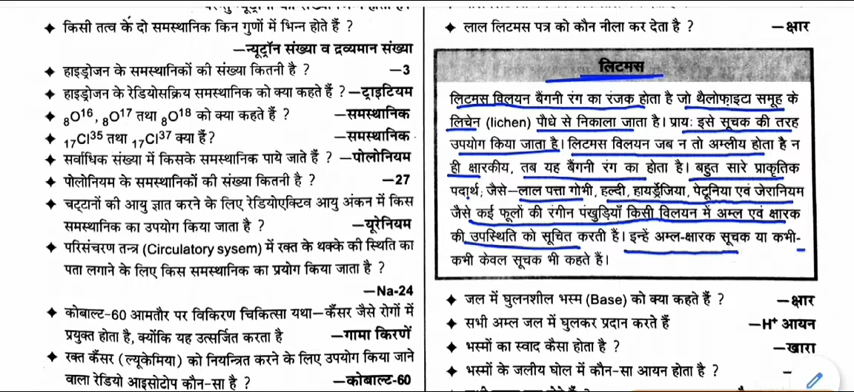 ✦ किसी तत्व के दो समस्थानिक किन गुणों में भिन्न होते हैं ?
—न्यूट्रॉन संख्या व द्रव्यमान संख्या
✦ हाइड्रोजन के समस्थानिकों की संख्या कितनी है ? —3
✦ हाइड्रोजन के रेडियोसक्रिय समस्थानिक को क्या कहते हैं ? —ट्राइटियम
✦ ₈O¹⁶, ₈O¹⁷ तथा ₈O¹⁸ को क्या कहते हैं ? —समस्थानिक
✦ ₁₇Cl³⁵ तथा ₁₇Cl³⁷ क्या हैं? —समस्थानिक
✦ सर्वाधिक संख्या में किसके समस्थानिक पाये जाते हैं ? —पोलोनियम
✦ पोलोनियम के समस्थानिकों की संख्या कितनी है ? —27
✦ चट्टानों की आयु ज्ञात करने के लिए रेडियोएक्टिव आयु अंकन में किस
समस्थानिक का उपयोग किया जाता है ? —यूरेनियम
✦ परिसंचरण तन्त्र (Circulatory sysem) में रक्त के थक्के की स्थिति का
पता लगाने के लिए किस समस्थानिक का प्रयोग किया जाता है ?
—Na-24
✦ कोबाल्ट-60 आमतौर पर विकिरण चिकित्सा यथा—कैंसर जैसे रोगों में
प्रयुक्त होता है, क्योंकि यह उत्सर्जित करता है —गामा किरणें
✦ रक्त कैंसर (ल्यूकेमिया) को नियन्त्रित करने के लिए उपयोग किया जाने
वाला रेडियो आइसोटोप कौन-सा है ? —कोबाल्ट-60
✦ लाल लिटमस पत्र को कौन नीला कर देता है ? —क्षार
लिटमस
लिटमस विलयन बैंगनी रंग का रंजक होता है जो थैलोफ़ाइटा समूह के
लिचेन (lichen) पौधे से निकाला जाता है। प्राय: इसे सूचक की तरह
उपयोग किया जाता है। लिटमस विलयन जब न तो अम्लीय होता है न
ही क्षारकीय, तब यह बैंगनी रंग का होता है। बहुत सारे प्राकृतिक
पदार्थ; जैसे—लाल पत्ता गोभी, हल्दी, हायड्रेंजिया, पेटूनिया एवं जेरानियम
जैसे कई फूलों की रंगीन पंखुड़ियाँ किसी विलयन में अम्ल एवं क्षारक
की उपस्थिति को सूचित करती हैं। इन्हें अम्ल-क्षारक सूचक या कभी-
कभी केवल सूचक भी कहते हैं।
✦ जल में घुलनशील भस्म (Base) को क्या कहते हैं ? —क्षार
✦ सभी अम्ल जल में घुलकर प्रदान करते हैं —H⁺ आयन
✦ भस्मों का स्वाद कैसा होता है ? —खारा
✦ भस्मों के जलीय घोल में कौन-सा आयन होता है ? –